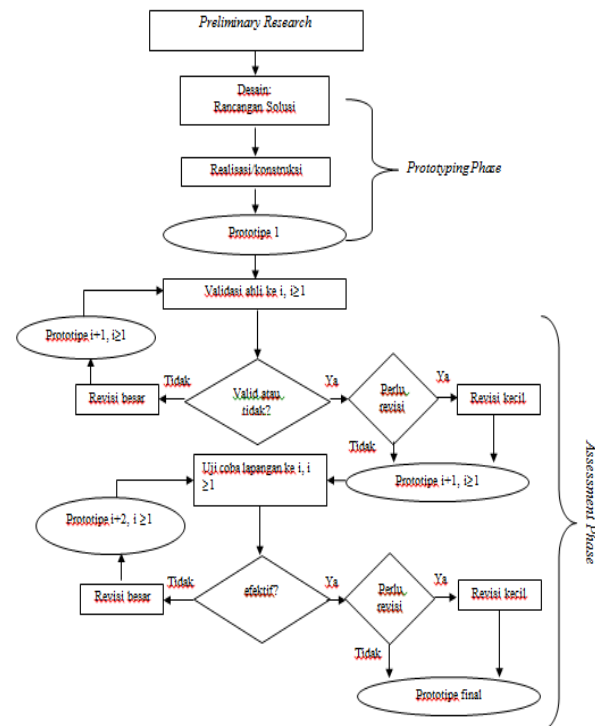 Preliminary Research
Desain:
Rancangan Solusi
Realisasi/konstruksi
Prototyping Phase
Prototipe 1
Validasi ahli ke i, i≥1
Prototipe i+1, i≥1
Tidak
Revisi besar
Valid atau
tidak?
Ya
Perlu
revisi
Ya
Revisi kecil
Tidak
Uji coba lapangan ke i, i
≥1
Prototipe i+1, i≥1
Prototipe i+2, i ≥1
Tidak
Revisi besar
efektif?
Ya
Perlu
revisi
Ya
Revisi kecil
Tidak
Prototipe final
Assessment Phase